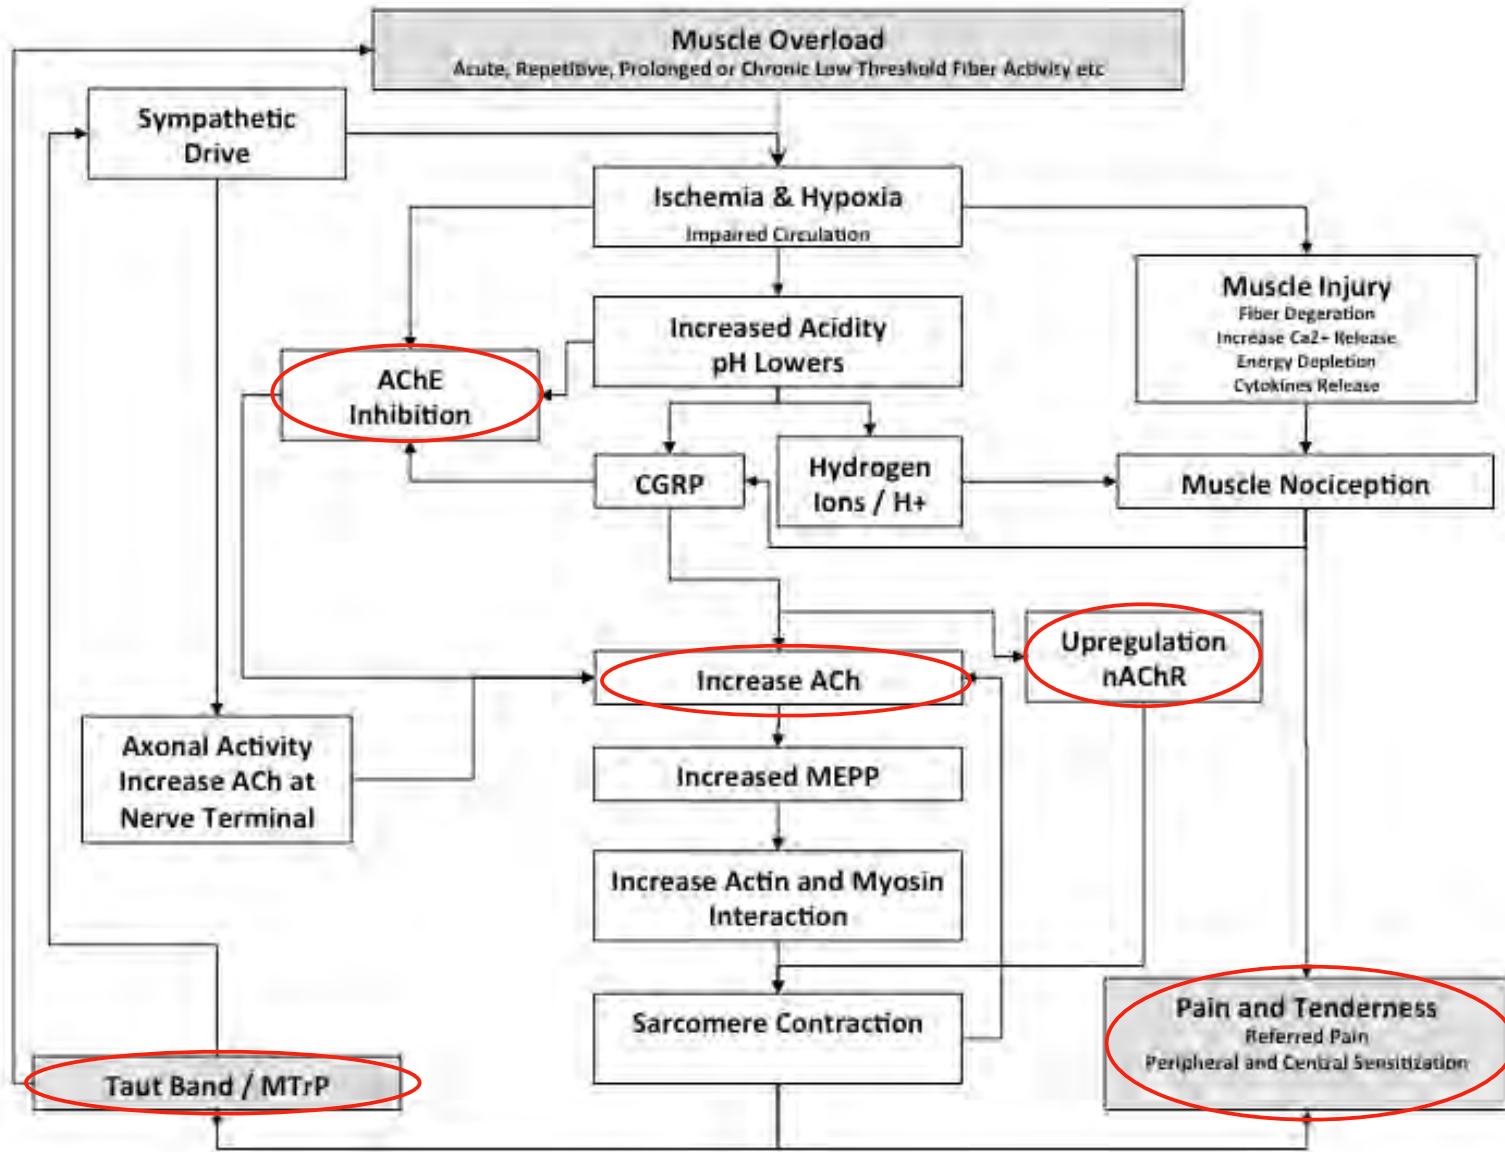 Muscle Overload
Acute, Repetitive, Prolonged or Chronic Low Threshold Fiber Activity etc
Sympathetic
Drive
Ischemia & Hypoxia
Impaired Circulation
Muscle Injury
Fiber Degeration
Increase Ca2+ Release
Energy Depletion
Cytokines Release
Increased Acidity
pH Lowers
AChE
Inhibition
CGRP
Hydrogen
Ions / H+
Muscle Nociception
Upregulation
nAChR
Increase ACh
Axonal Activity
Increase ACh at
Nerve Terminal
Increased MEPP
Increase Actin and Myosin
Interaction
Sarcomere Contraction
Pain and Tenderness
Referred Pain
Peripheral and Central Sensitization
Taut Band / MTrP